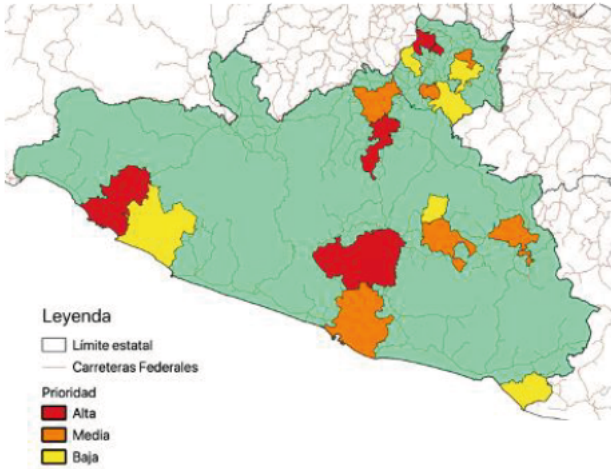 Leyenda
Límite estatal
Carreteras Federales
Prioridad
Alta
Media
Baja